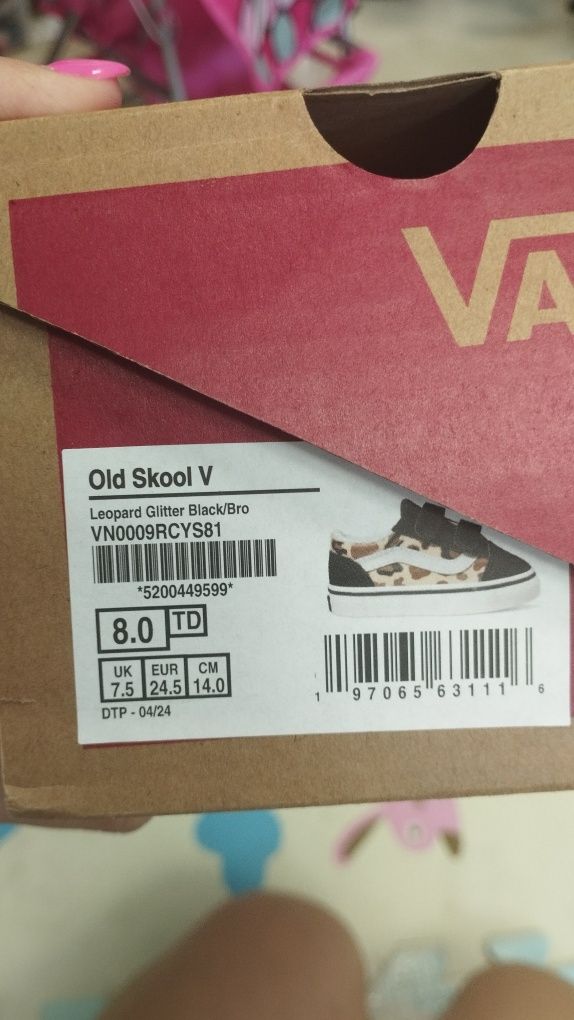 VA
Old Skool V
Leopard Glitter Black/Bro
VN0009RCYS81
*5200449599*
8.0 TD
UK EUR CM
7.5 24.5 14.0
DTP - 04/24
1 97065 63111 6